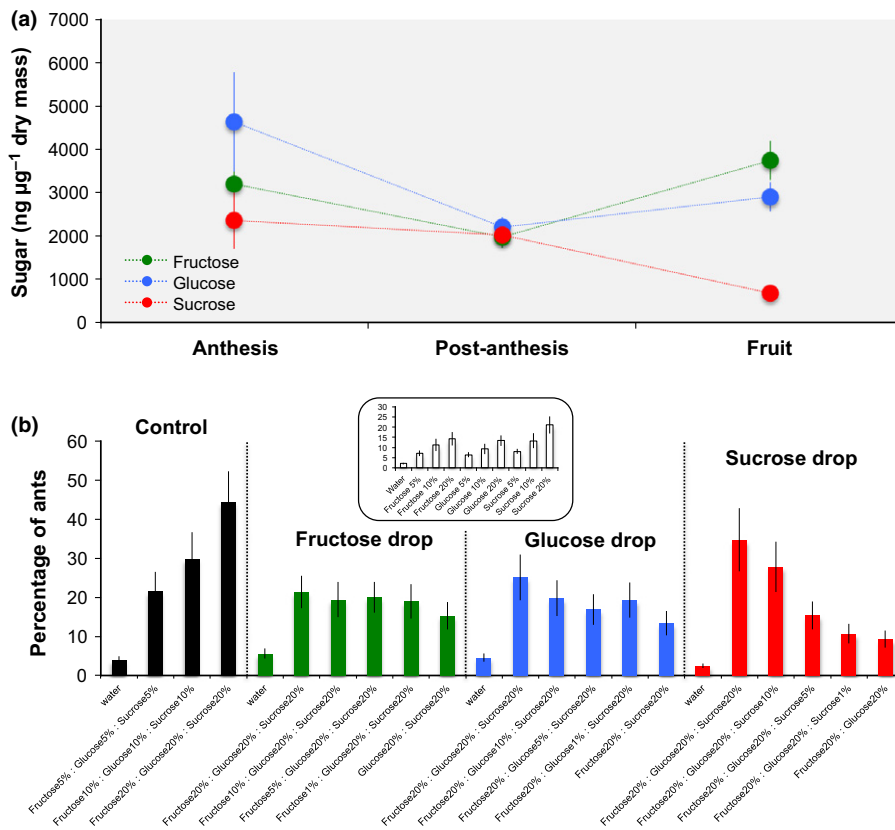 (a)
7000
6000
5000
4000
3000
2000
1000
0
Sugar (ng µg⁻¹ dry mass)
Fructose
Glucose
Sucrose
Anthesis Post-anthesis Fruit
(b)
60
50
40
30
20
10
0
Percentage of ants
Control
30
25
20
15
10
5
0
Water
Fructose 5%
Fructose 10%
Fructose 20%
Glucose 5%
Glucose 10%
Glucose 20%
Sucrose 5%
Sucrose 10%
Sucrose 20%
Fructose drop
Glucose drop
Sucrose drop
water
Fructose5% : Glucose5% : Sucrose5%
Fructose10% : Glucose10% : Sucrose10%
Fructose20% : Glucose20% : Sucrose20%
water
Fructose20% : Glucose20% : Sucrose20%
Fructose10% : Glucose20% : Sucrose20%
Fructose5% : Glucose20% : Sucrose20%
Fructose1% : Glucose20% : Sucrose20%
Glucose20% : Sucrose20%
water
Fructose20% : Glucose20% : Sucrose20%
Fructose20% : Glucose10% : Sucrose20%
Fructose20% : Glucose5% : Sucrose20%
Fructose20% : Glucose1% : Sucrose20%
Fructose20% : Sucrose20%
water
Fructose20% : Glucose20% : Sucrose20%
Fructose20% : Glucose20% : Sucrose10%
Fructose20% : Glucose20% : Sucrose5%
Fructose20% : Glucose20% : Sucrose1%
Fructose20% : Glucose20%